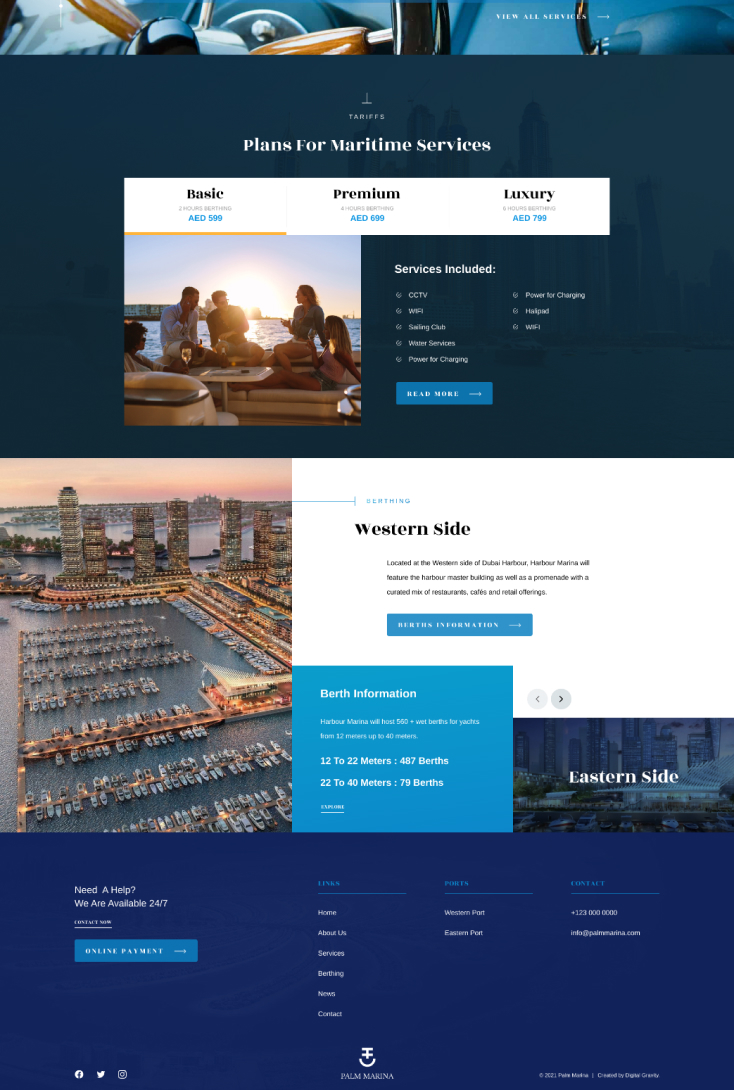 VIEW ALL SERVICES
TARIFFS
Plans For Maritime Services
Basic
2 HOURS BERTHING
AED 599
Premium
4 HOURS BERTHING
AED 699
Luxury
6 HOURS BERTHING
AED 799
Services Included:
CCTV
WIFI
Sailing Club
Water Services
Power for Charging
Power for Charging
Halipad
WIFI
READ MORE
BERTHING
Western Side
Located at the Western side of Dubai Harbour, Harbour Marina will
feature the harbour master building as well as a promenade with a
curated mix of restaurants, cafés and retail offerings.
BERTHS INFORMATION
Berth Information
Harbour Marina will host 560 + wet berths for yachts
from 12 meters up to 40 meters.
12 To 22 Meters : 487 Berths
22 To 40 Meters : 79 Berths
EXPLORE
Eastern Side
Need A Help?
We Are Available 24/7
CONTACT NOW
ONLINE PAYMENT
LINKS
Home
About Us
Services
Berthing
News
Contact
PORTS
Western Port
Eastern Port
CONTACT
+123 000 0000
info@palmmarina.com
PALM MARINA
© 2021 Palm Marina | Created by Digital Gravity.